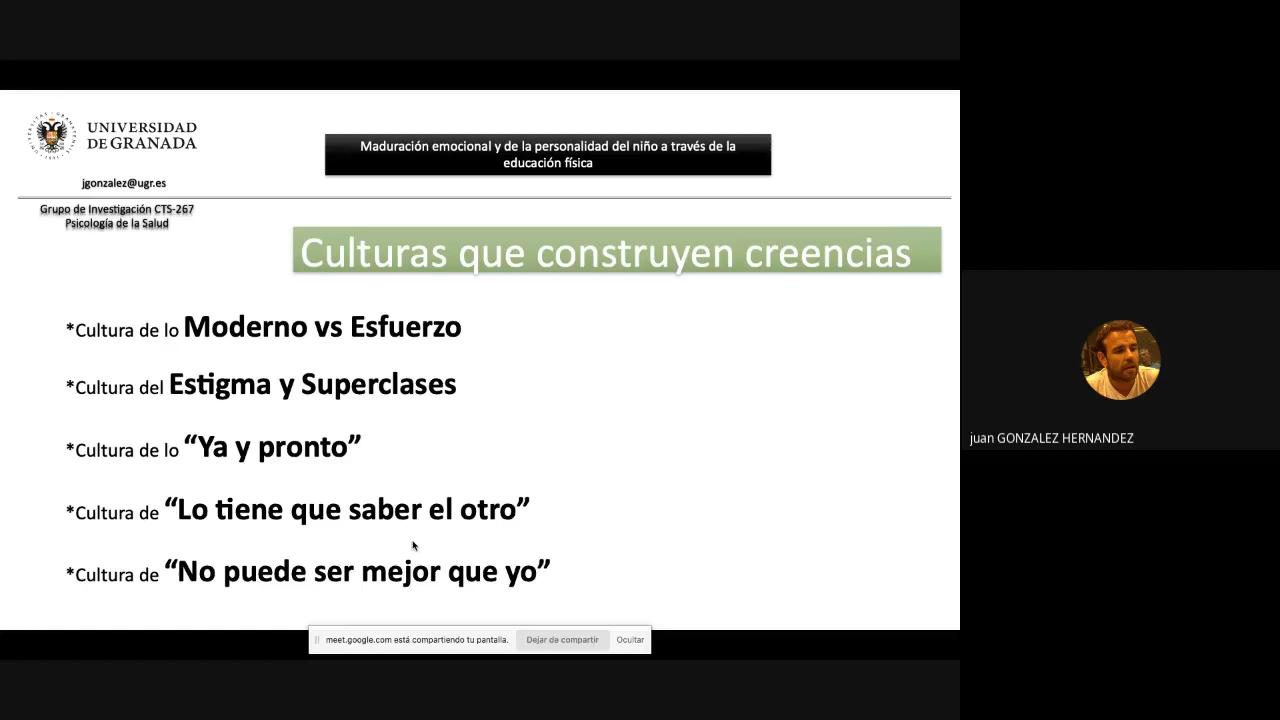 UNIVERSIDAD
DE GRANADA
Maduración emocional y de la personalidad del niño a través de la
educación física
jgonzalez@ugr.es
Grupo de Investigación CTS-267
Psicología de la Salud
Culturas que construyen creencias
*Cultura de lo Moderno vs Esfuerzo
*Cultura del Estigma y Superclases
*Cultura de lo “Ya y pronto”
*Cultura de “Lo tiene que saber el otro”
*Cultura de “No puede ser mejor que yo”
juan GONZALEZ HERNANDEZ
meet.google.com está compartiendo tu pantalla. Dejar de compartir Ocultar